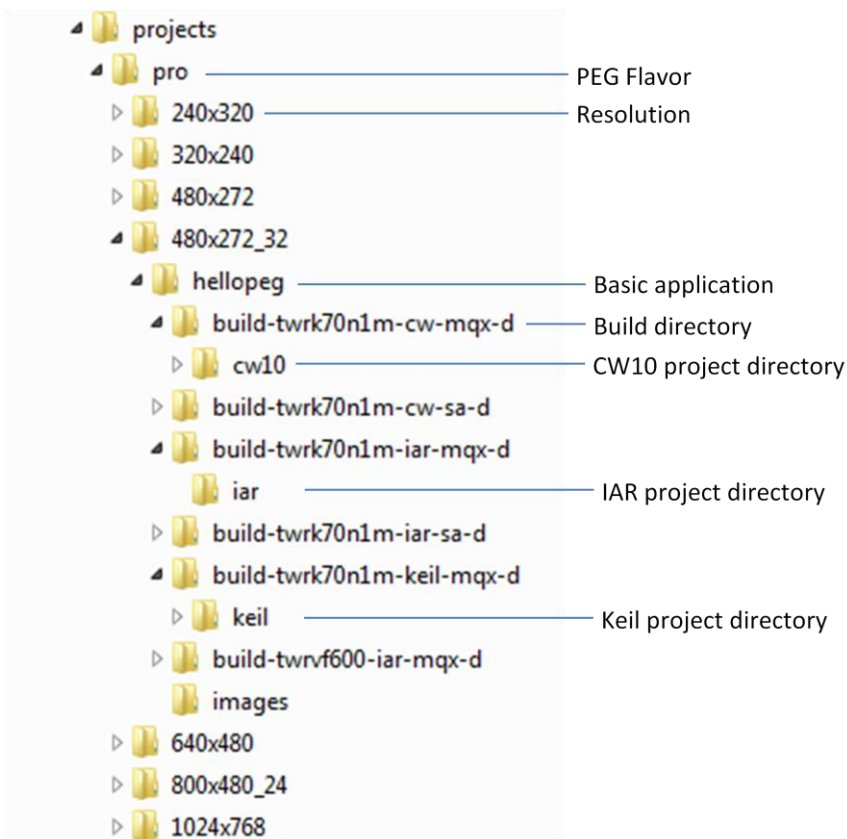 projects
pro PEG Flavor
240x320 Resolution
320x240
480x272
480x272_32
hellopeg Basic application
build-twrk70n1m-cw-mqx-d Build directory
cw10 CW10 project directory
build-twrk70n1m-cw-sa-d
build-twrk70n1m-iar-mqx-d
iar IAR project directory
build-twrk70n1m-iar-sa-d
build-twrk70n1m-keil-mqx-d
keil Keil project directory
build-twrvf600-iar-mqx-d
images
640x480
800x480_24
1024x768